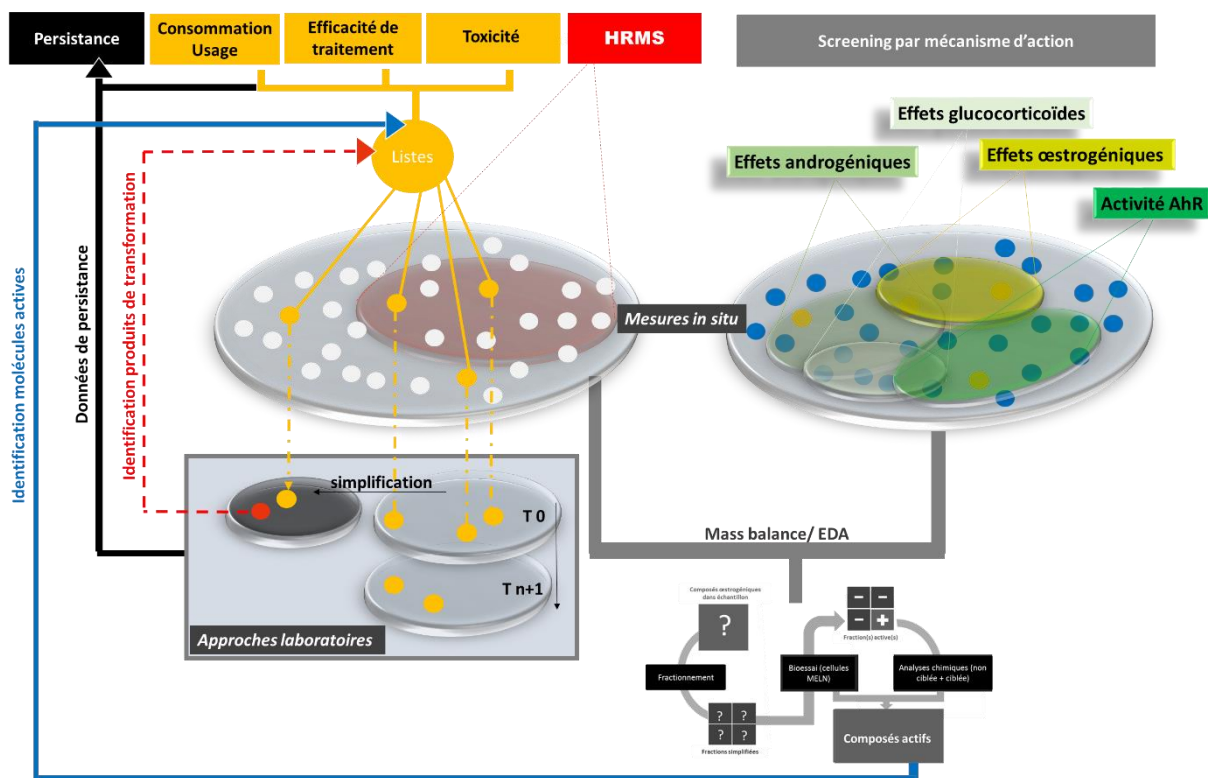 Persistance
Consommation
Usage
Efficacité de
traitement
Toxicité
HRMS
Screening par mécanisme d'action
Effets glucocorticoïdes
Effets androgéniques
Effets œstrogéniques
Activité AhR
Listes
Mesures in situ
Identification molécules actives
Données de persistance
Identification produits de transformation
simplification
T 0
T n+1
Approches laboratoires
Mass balance/ EDA
Composés œstrogéniques
dans échantillon
?
Fractionnement
? ?
? ?
Fractions simplifiées
− −
− +
Fraction(s) active(s)
Bioessai (cellules
MELN)
Analyses chimiques (non
ciblée + ciblée)
Composés actifs